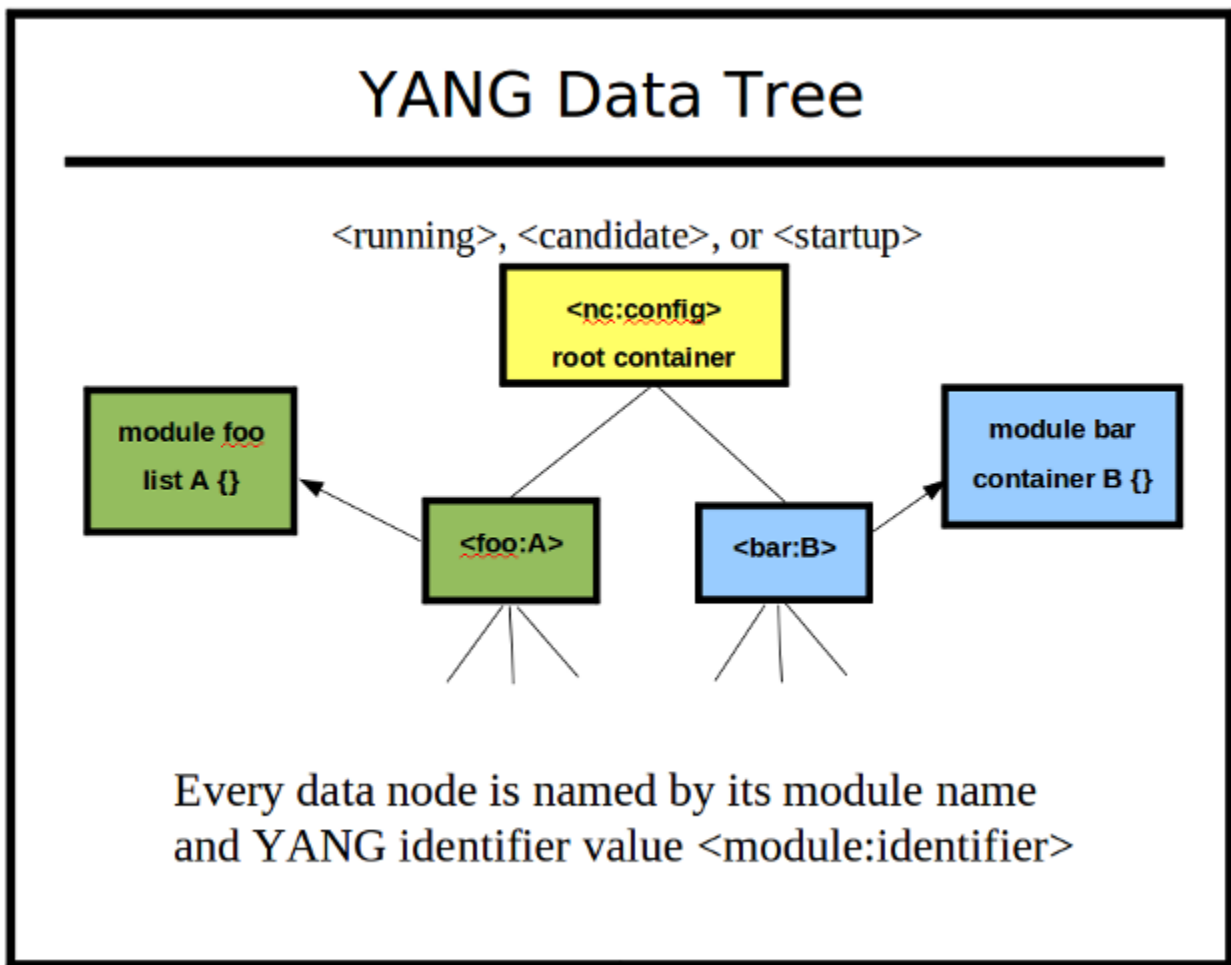 YANG Data Tree
<running>, <candidate>, or <startup>
<nc:config>
root container
module foo
list A {}
module bar
container B {}
<foo:A>
<bar:B>
Every data node is named by its module name
and YANG identifier value <module:identifier>